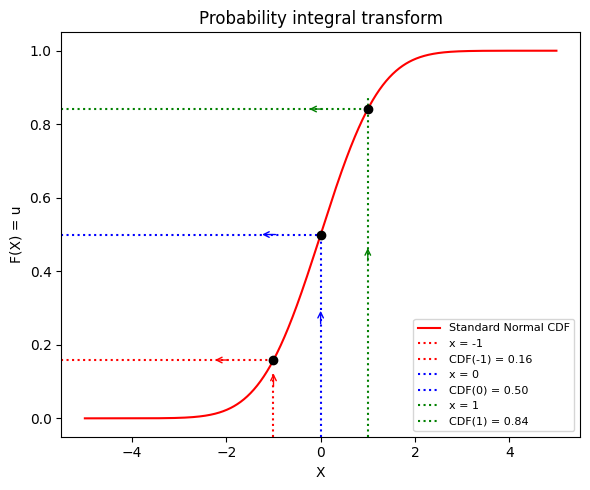 Probability integral transform
1.0
0.8
0.6
0.4
0.2
0.0
F(X) = u
Standard Normal CDF
x = -1
CDF(-1) = 0.16
x = 0
CDF(0) = 0.50
x = 1
CDF(1) = 0.84
−4 −2 0 2 4
X